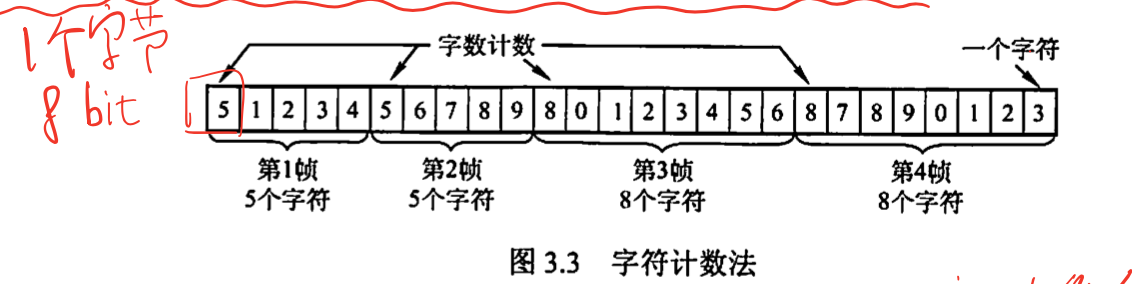 1个字节
8 bit
字数计数
一个字符
5 1 2 3 4 5 6 7 8 9 8 0 1 2 3 4 5 6 8 7 8 9 0 1 2 3
第1帧 第2帧 第3帧 第4帧
5个字符 5个字符 8个字符 8个字符
图 3.3 字符计数法